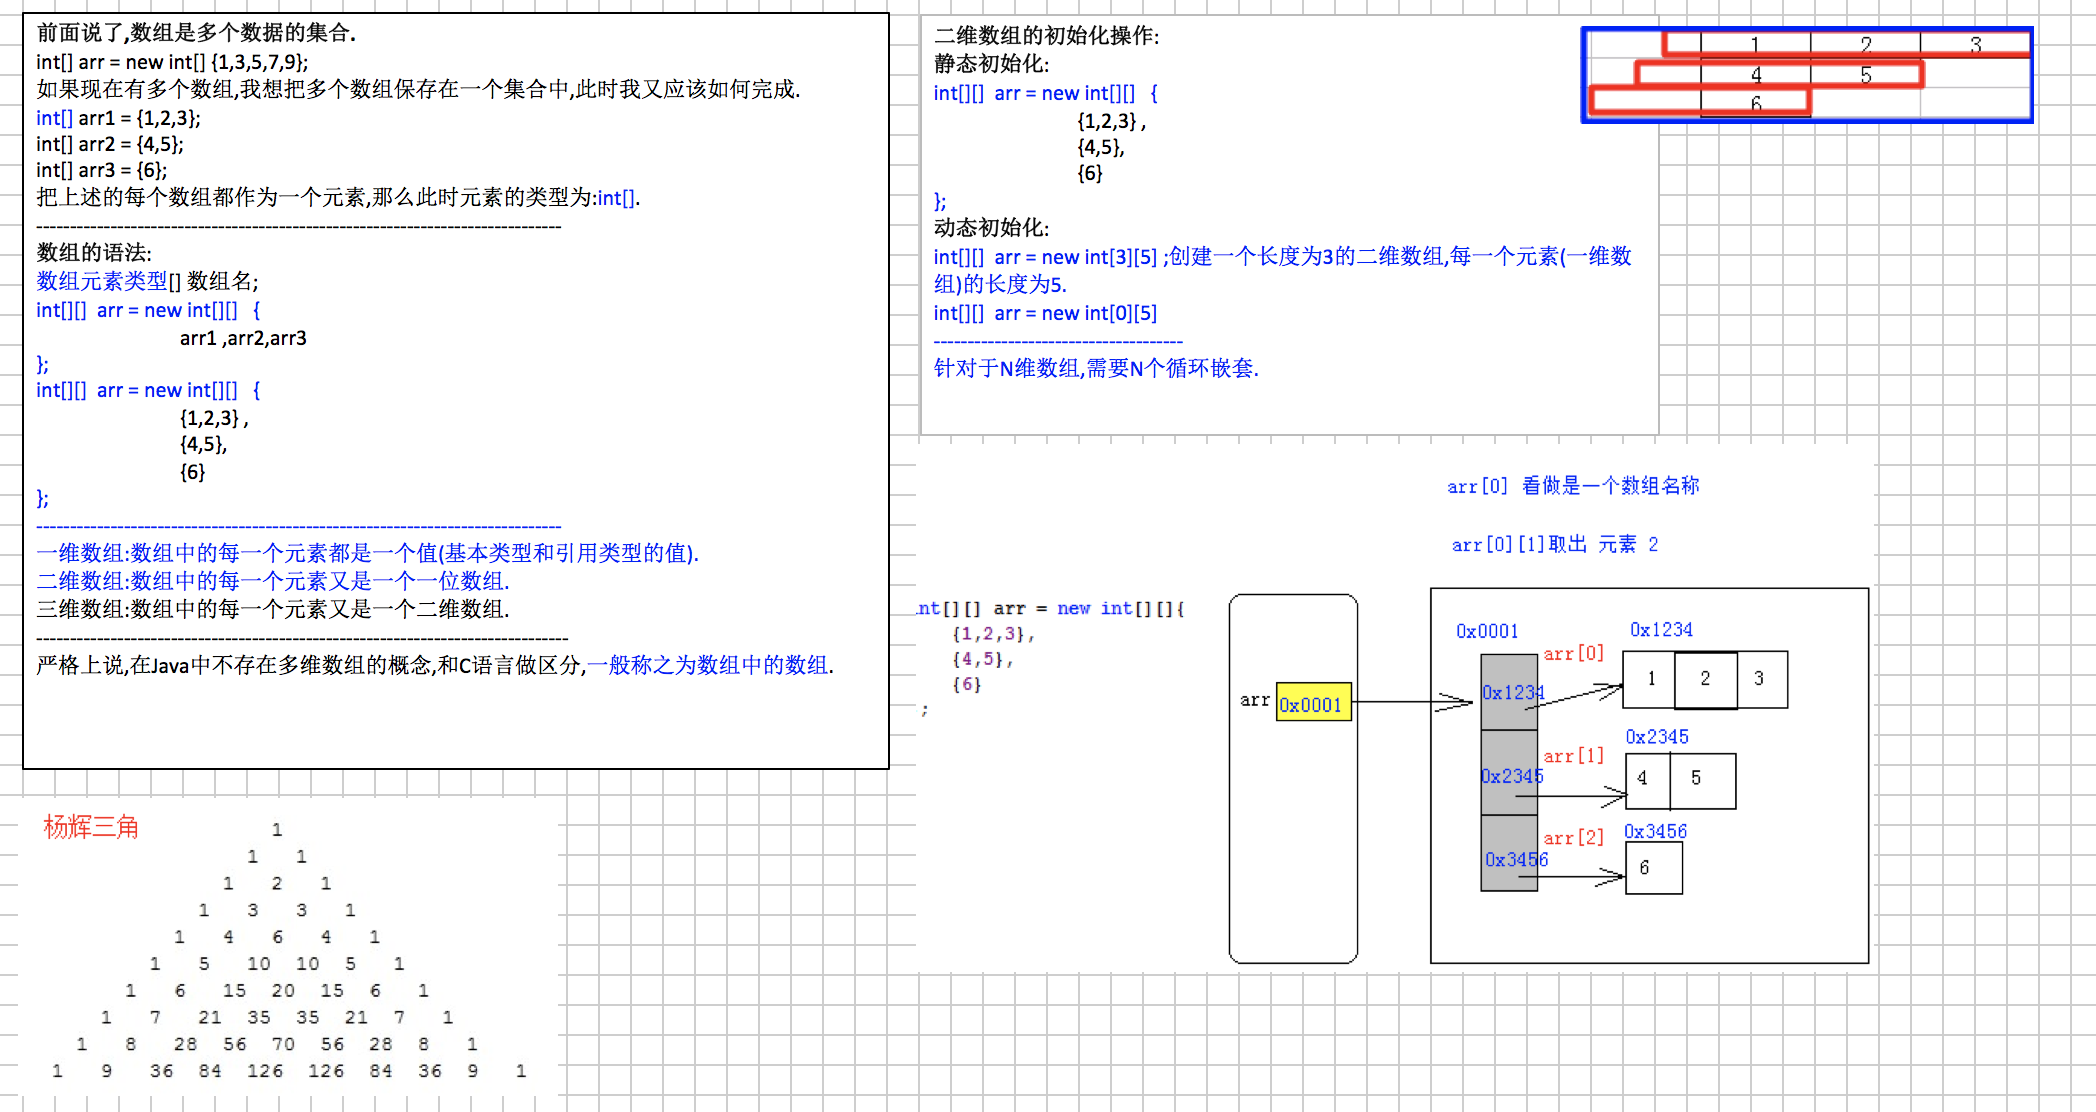 前面说了,数组是多个数据的集合.
int[] arr = new int[] {1,3,5,7,9};
如果现在有多个数组,我想把多个数组保存在一个集合中,此时我又应该如何完成.
int[] arr1 = {1,2,3};
int[] arr2 = {4,5};
int[] arr3 = {6};
把上述的每个数组都作为一个元素,那么此时元素的类型为:int[].
------------------------------------------------------------------------------
数组的语法:
数组元素类型[] 数组名;
int[][] arr = new int[][] {
arr1 ,arr2,arr3
};
int[][] arr = new int[][] {
{1,2,3} ,
{4,5},
{6}
};
------------------------------------------------------------------------------
一维数组:数组中的每一个元素都是一个值(基本类型和引用类型的值).
二维数组:数组中的每一个元素又是一个一位数组.
三维数组:数组中的每一个元素又是一个二维数组.
-------------------------------------------------------------------------------
严格上说,在Java中不存在多维数组的概念,和C语言做区分,一般称之为数组中的数组.
二维数组的初始化操作:
静态初始化:
int[][] arr = new int[][] {
{1,2,3} ,
{4,5},
{6}
};
动态初始化:
int[][] arr = new int[3][5] ;创建一个长度为3的二维数组,每一个元素(一维数
组)的长度为5.
int[][] arr = new int[0][5]
-------------------------------------
针对于N维数组,需要N个循环嵌套.
1 2 3
4 5
6
arr[0] 看做是一个数组名称
arr[0][1]取出 元素 2
nt[][] arr = new int[][]{
{1,2,3},
{4,5},
{6}
;
arr 0x0001
0x0001
0x1234
0x2345
0x3456
arr[0]
0x1234
1 2 3
arr[1]
0x2345
4 5
arr[2]
0x3456
6
杨辉三角
1
1 1
1 2 1
1 3 3 1
1 4 6 4 1
1 5 10 10 5 1
1 6 15 20 15 6 1
1 7 21 35 35 21 7 1
1 8 28 56 70 56 28 8 1
1 9 36 84 126 126 84 36 9 1